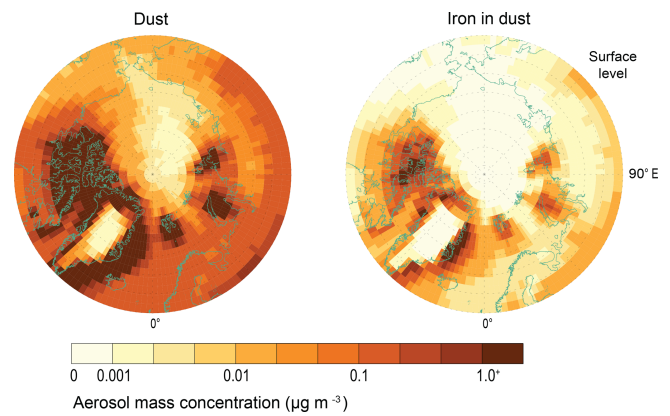 Dust
Iron in dust
Surface
level
90° E
0°
0°
0 0.001 0.01 0.1 1.0⁺
Aerosol mass concentration (µg m ⁻³)